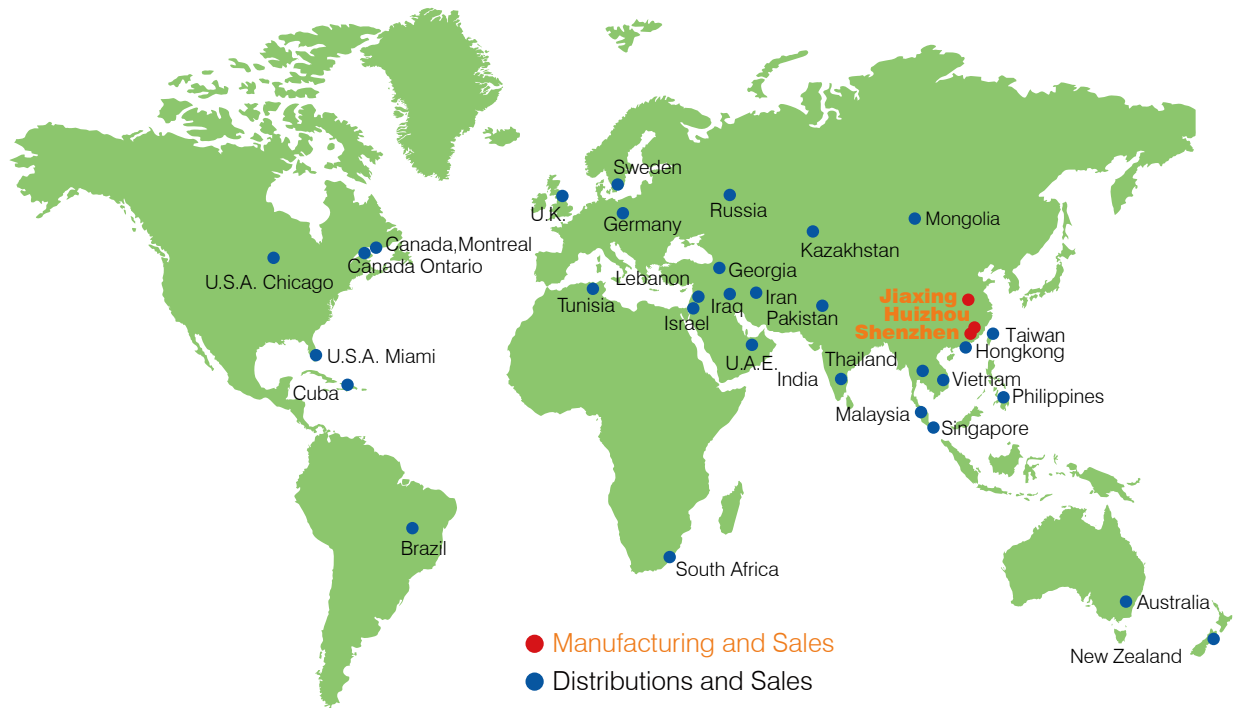 Sweden
U.K.
Germany
Russia
Mongolia
Kazakhstan
Canada,Montreal
Canada Ontario
U.S.A. Chicago
Georgia
Lebanon
Tunisia
Iraq
Iran
Israel
Pakistan
Jiaxing
Huizhou
Shenzhen
Taiwan
Hongkong
U.S.A. Miami
U.A.E.
Thailand
India
Vietnam
Cuba
Philippines
Malaysia
Singapore
Brazil
South Africa
Australia
New Zealand
Manufacturing and Sales
Distributions and Sales